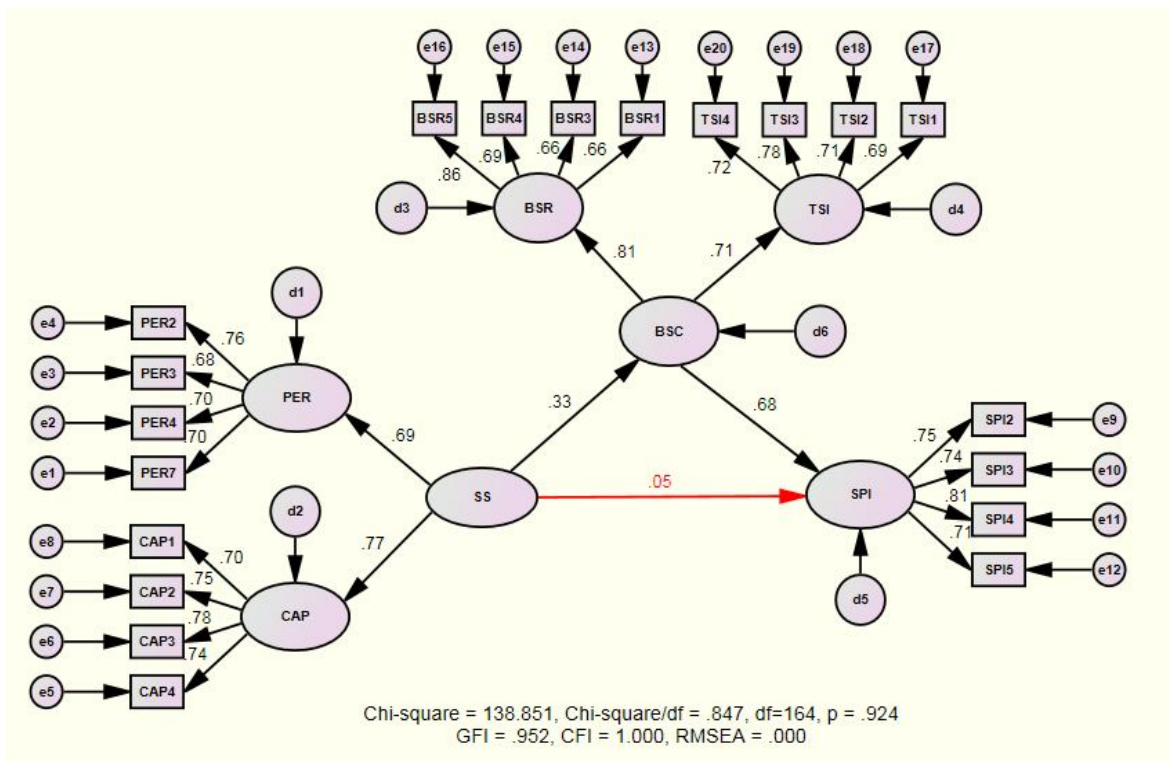 e16 e15 e14 e13 e20 e19 e18 e17
BSR5 BSR4 BSR3 BSR1 TSI4 TSI3 TSI2 TSI1
.86 .69 .66 .66 .72 .78 .71 .69
d3 BSR TSI d4
.81 .71
BSC d6
d1
e4 PER2 .76
e3 PER3 .68
PER
e2 PER4 .70
e1 PER7 .70
.69
.33
.68
SS
.05
SPI
d5
.75 SPI2 e9
.74 SPI3 e10
.81 SPI4 e11
.71 SPI5 e12
d2
.77
e8 CAP1 .70
e7 CAP2 .75
CAP
e6 CAP3 .78
e5 CAP4 .74
Chi-square = 138.851, Chi-square/df = .847, df=164, p = .924
GFI = .952, CFI = 1.000, RMSEA = .000